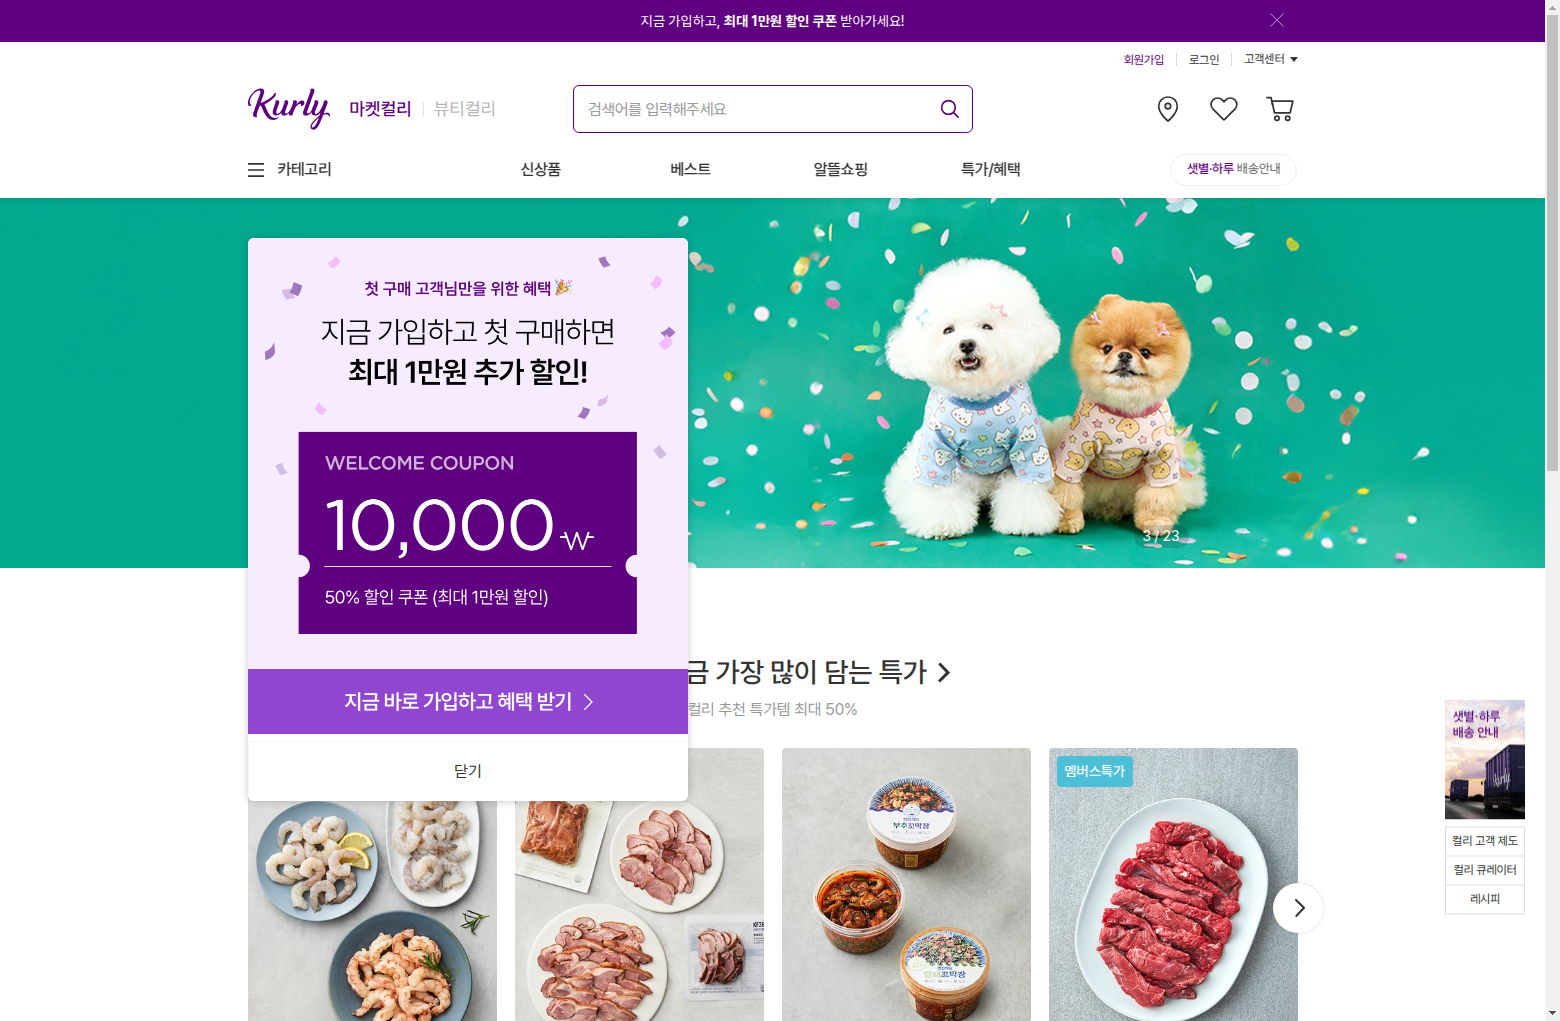 지금 가입하고, 최대 1만원 할인 쿠폰 받아가세요!
회원가입
로그인
고객센터
Kurly
마켓컬리
뷰티컬리
검색어를 입력해주세요
카테고리
신상품
베스트
알뜰쇼핑
특가/혜택
샛별·하루 배송안내
첫 구매 고객님만을 위한 혜택
지금 가입하고 첫 구매하면
최대 1만원 추가 할인!
WELCOME COUPON
10,000₩
50% 할인 쿠폰 (최대 1만원 할인)
지금 바로 가입하고 혜택 받기
닫기
3 / 23
금 가장 많이 담는 특가
컬리 추천 특가템 최대 50%
멤버스특가
샛별·하루
배송 안내
Kurly
컬리 고객 제도
컬리 큐레이터
레시피